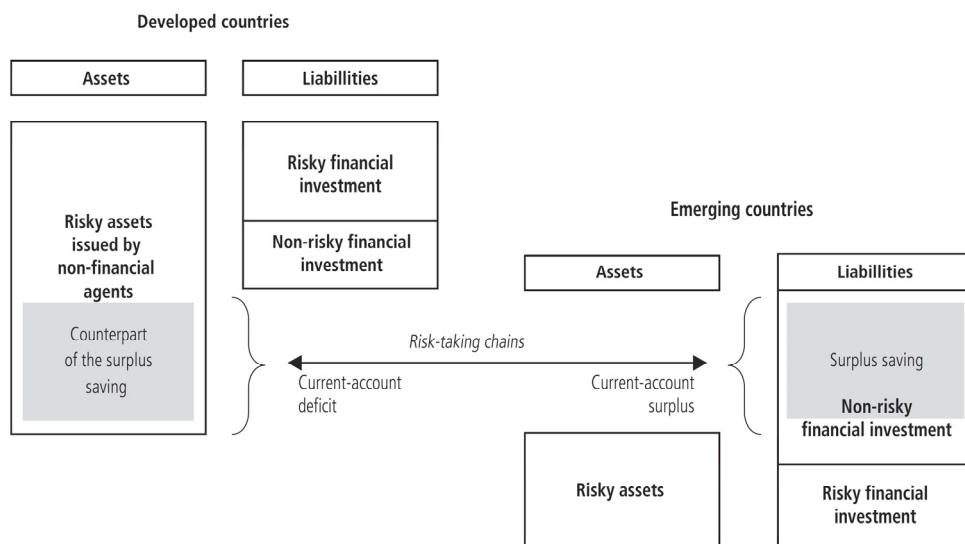 Developed countries
Assets
Liabillities
Risky assets
issued by
non-financial
agents
Counterpart
of the surplus
saving
Risky financial
investment
Non-risky financial
investment
Risk-taking chains
Current-account
deficit
Current-account
surplus
Emerging countries
Assets
Liabillities
Risky assets
Surplus saving
Non-risky
financial investment
Risky financial
investment